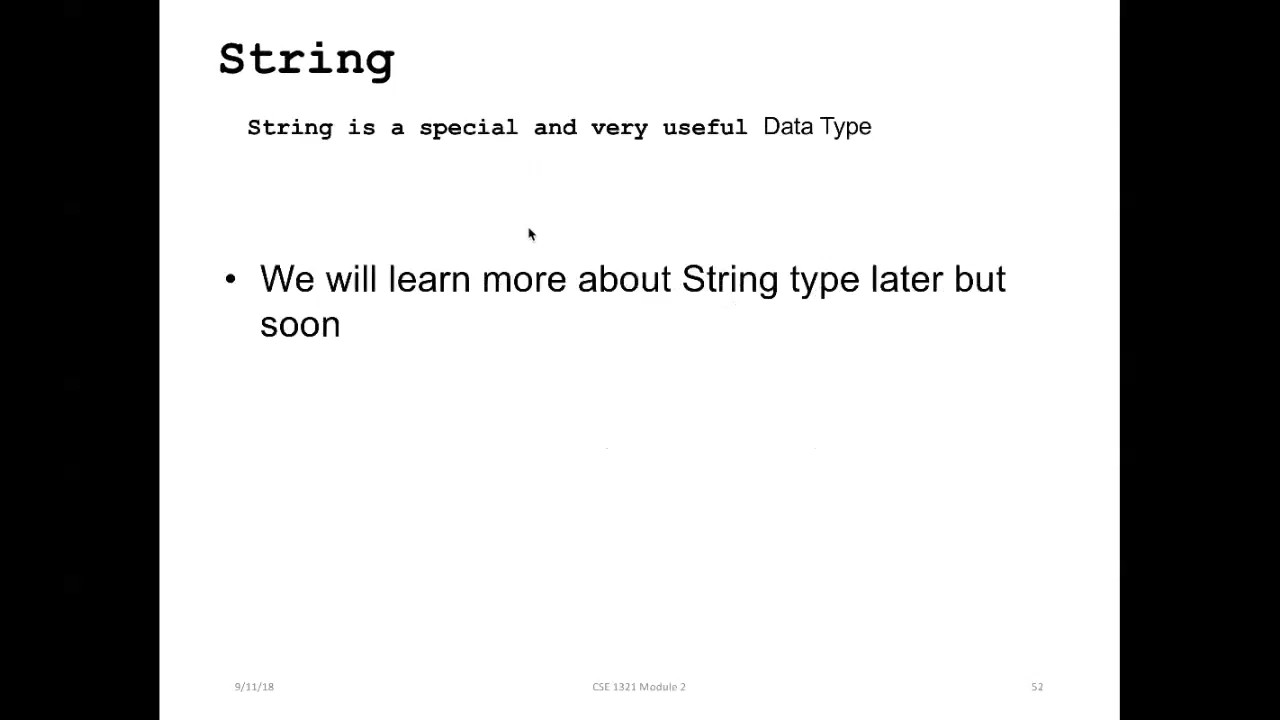 String
String is a special and very useful Data Type
• We will learn more about String type later but
soon
9/11/18
CSE 1321 Module 2
52